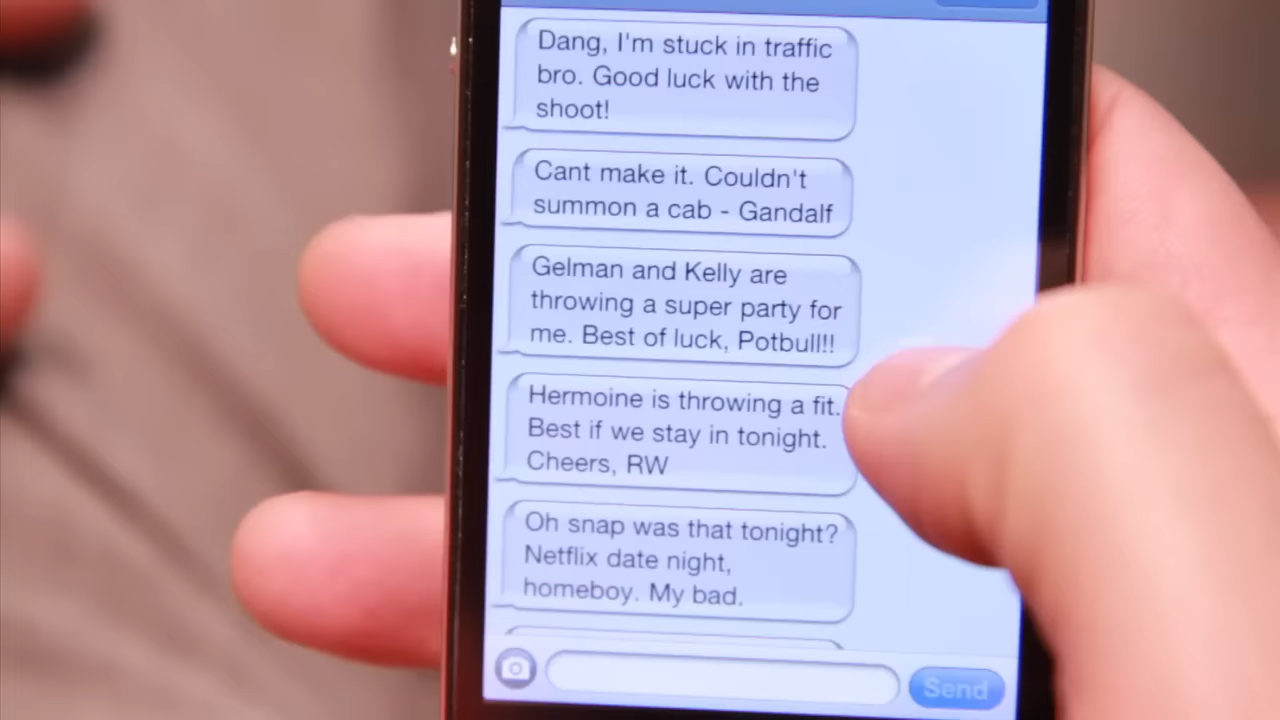 Dang, I'm stuck in traffic
bro. Good luck with the
shoot!
Cant make it. Couldn't
summon a cab - Gandalf
Gelman and Kelly are
throwing a super party for
me. Best of luck, Potbull!!
Hermoine is throwing a fit.
Best if we stay in tonight.
Cheers, RW
Oh snap was that tonight?
Netflix date night,
homeboy. My bad.
Send